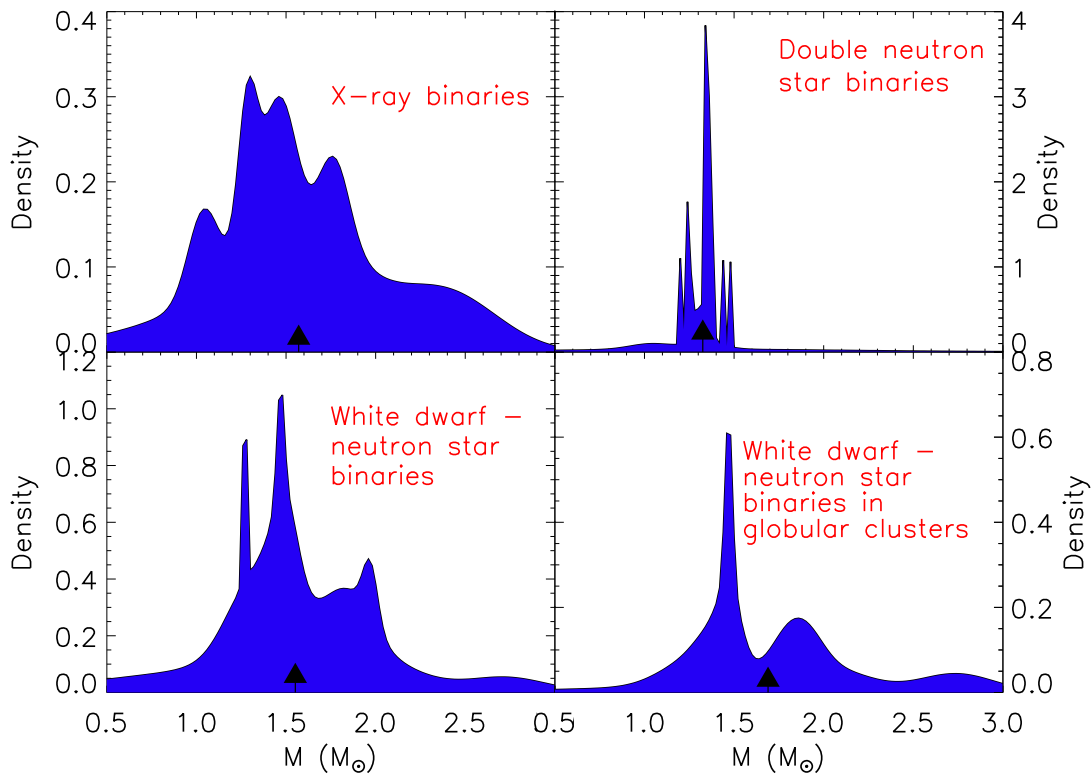 0.4
0.3
0.2
0.1
0.0
Density
X-ray binaries
Double neutron
star binaries
4
3
2
1
0
Density
1.2
1.0
0.8
0.6
0.4
0.2
0.0
Density
White dwarf -
neutron star
binaries
White dwarf -
neutron star
binaries in
globular clusters
0.8
0.6
0.4
0.2
0.0
Density
0.5 1.0 1.5 2.0 2.5 0.5 1.0 1.5 2.0 2.5 3.0
M (M☉) M (M☉)